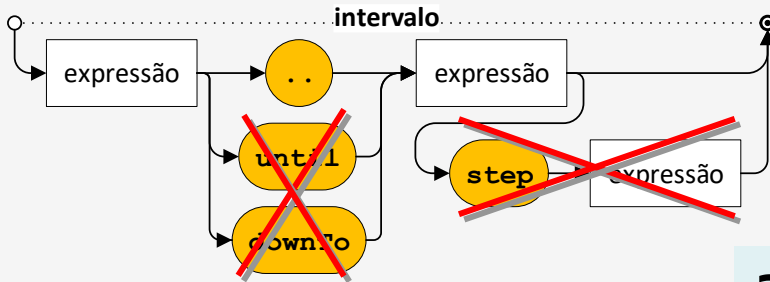 intervalo
expressão .. expressão
until step expressão
downTo